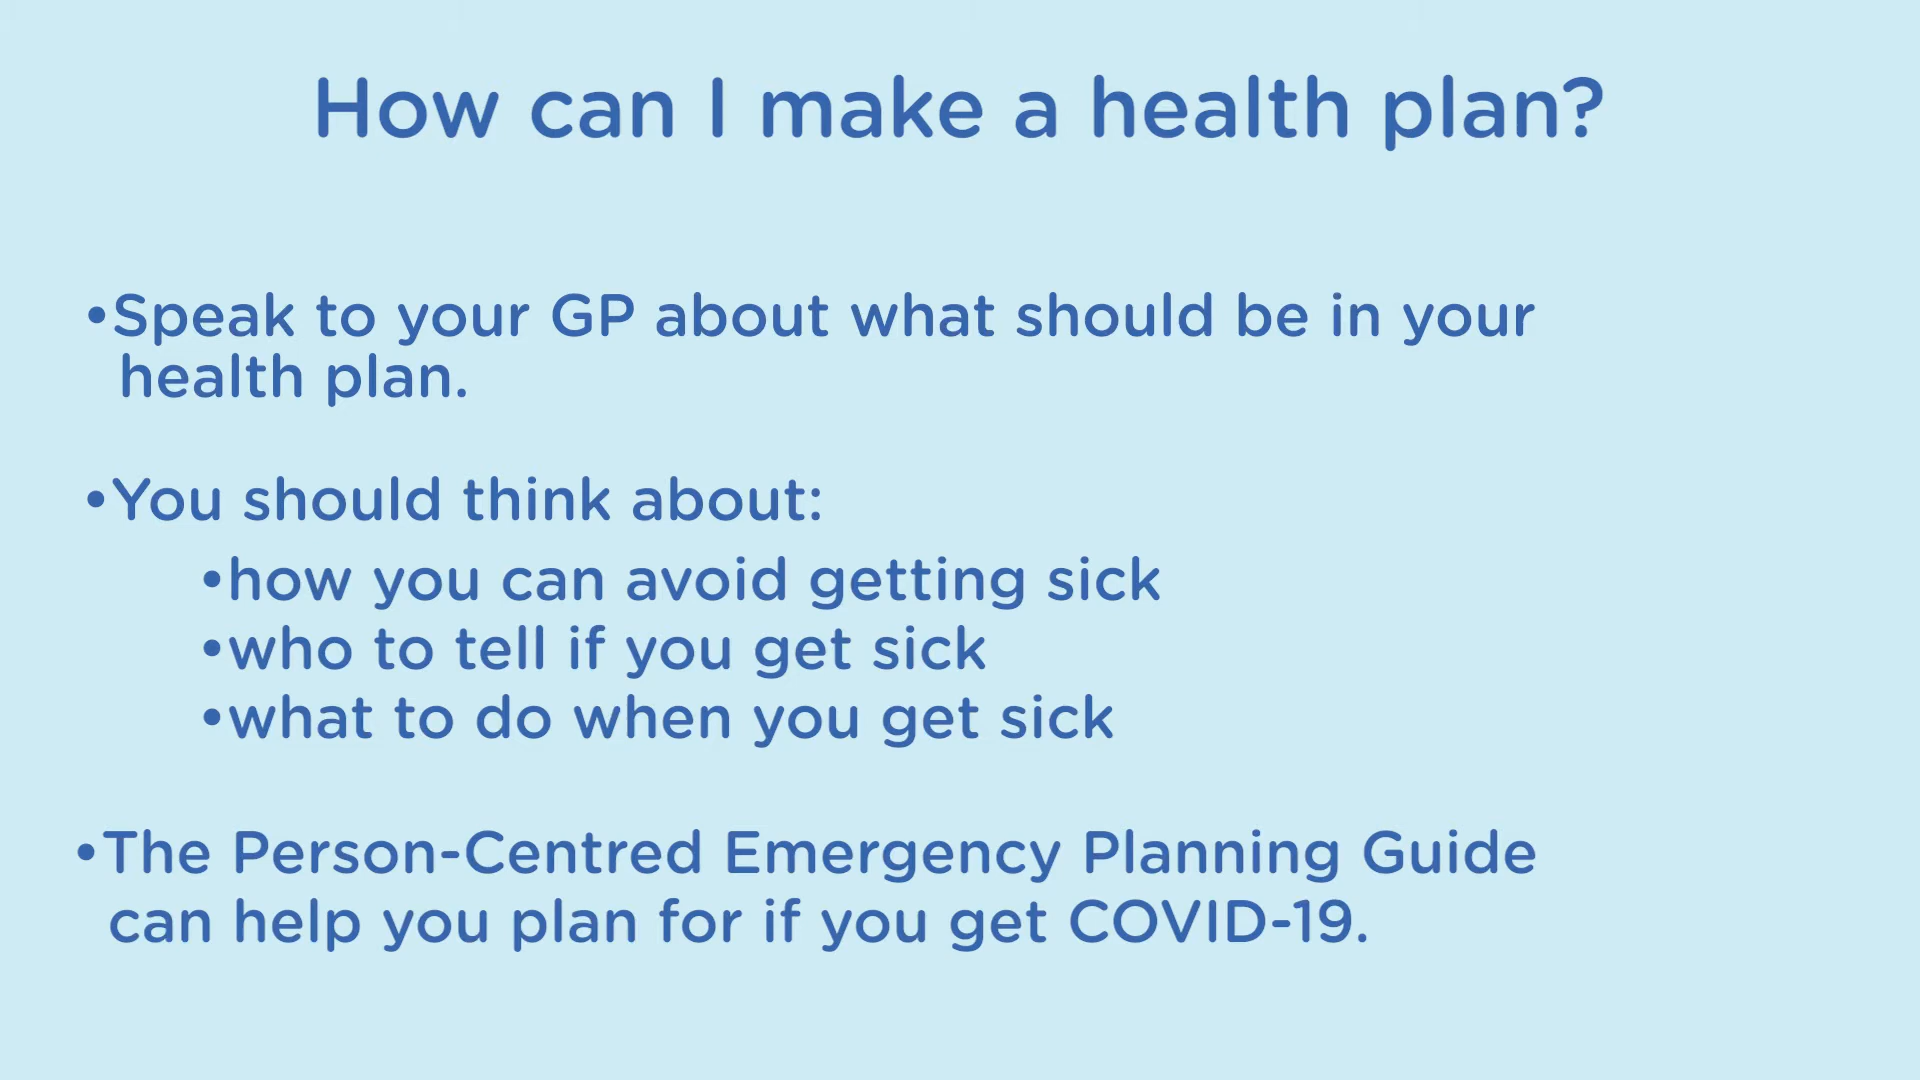 How can I make a health plan?
•Speak to your GP about what should be in your
health plan.
•You should think about:
•how you can avoid getting sick
•who to tell if you get sick
•what to do when you get sick
•The Person-Centred Emergency Planning Guide
can help you plan for if you get COVID-19.